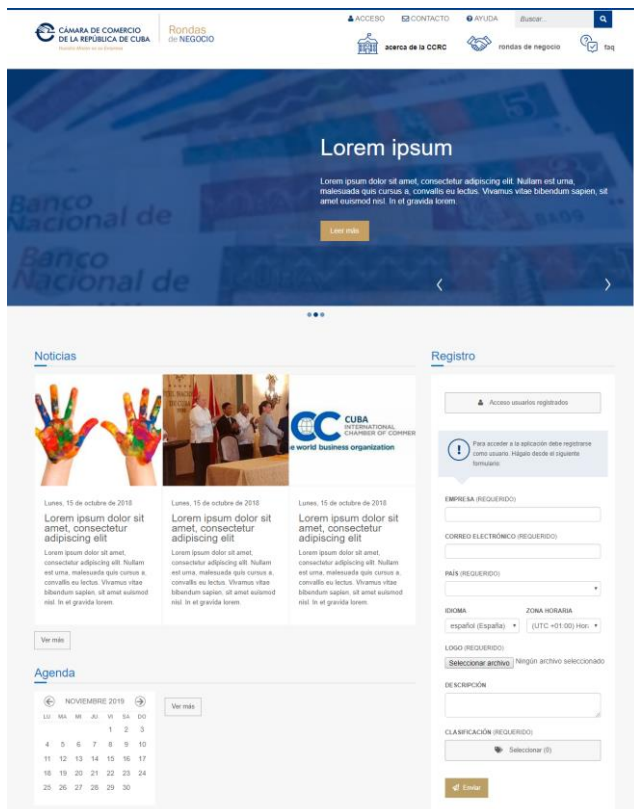 ACCESO CONTACTO AYUDA Buscar...
CÁMARA DE COMERCIO
DE LA REPÚBLICA DE CUBA
Rondas
de NEGOCIO
acerca de la CCRC rondas de negocio faq
Lorem ipsum
Lorem ipsum dolor sit amet, consectetur adipiscing elit. Nullam est urna,
malesuada quis cursus a, convallis eu lectus. Vivamus vitae bibendum sapien, sit
amet euismod nisl. In et gravida lorem.
Leer más
Banco
Nacional de
Banco
Nacional de
Noticias
CUBA
INTERNATIONAL
CHAMBER OF COMMER
e world business organization
Lunes, 15 de octubre de 2018
Lorem ipsum dolor sit
amet, consectetur
adipiscing elit
Lorem ipsum dolor sit amet,
consectetur adipiscing elit. Nullam
est urna, malesuada quis cursus a,
convallis eu lectus. Vivamus vitae
bibendum sapien, sit amet euismod
nisl. In et gravida lorem.
Lunes, 15 de octubre de 2018
Lorem ipsum dolor sit
amet, consectetur
adipiscing elit
Lorem ipsum dolor sit amet,
consectetur adipiscing elit. Nullam
est urna, malesuada quis cursus a,
convallis eu lectus. Vivamus vitae
bibendum sapien, sit amet euismod
nisl. In et gravida lorem.
Lunes, 15 de octubre de 2018
Lorem ipsum dolor sit
amet, consectetur
adipiscing elit
Lorem ipsum dolor sit amet,
consectetur adipiscing elit. Nullam
est urna, malesuada quis cursus a,
convallis eu lectus. Vivamus vitae
bibendum sapien, sit amet euismod
nisl. In et gravida lorem.
Ver más
Agenda
NOVIEMBRE 2019
LU MA MI JU VI SA DO
1 2 3
4 5 6 7 8 9 10
11 12 13 14 15 16 17
18 19 20 21 22 23 24
25 26 27 28 29 30
Ver más
Registro
Acceso usuarios registrados
Para acceder a la aplicación debe registrarse
como usuario. Hágalo desde el siguiente
formulario:
EMPRESA (REQUERIDO)
CORREO ELECTRÓNICO (REQUERIDO)
PAÍS (REQUERIDO)
IDIOMA ZONA HORARIA
español (España) (UTC +01:00) Hor
LOGO (REQUERIDO)
Seleccionar archivo Ningún archivo seleccionado
DESCRIPCIÓN
CLASIFICACIÓN (REQUERIDO)
Seleccionar (0)
Enviar